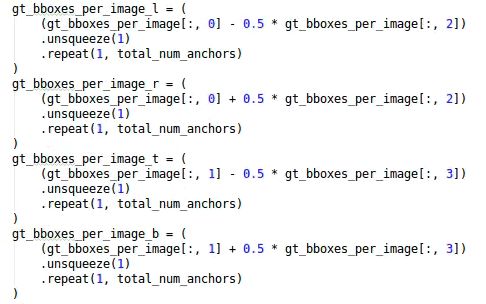 gt_bboxes_per_image_l = (
    (gt_bboxes_per_image[:, 0] - 0.5 * gt_bboxes_per_image[:, 2])
    .unsqueeze(1)
    .repeat(1, total_num_anchors)
)
gt_bboxes_per_image_r = (
    (gt_bboxes_per_image[:, 0] + 0.5 * gt_bboxes_per_image[:, 2])
    .unsqueeze(1)
    .repeat(1, total_num_anchors)
)
gt_bboxes_per_image_t = (
    (gt_bboxes_per_image[:, 1] - 0.5 * gt_bboxes_per_image[:, 3])
    .unsqueeze(1)
    .repeat(1, total_num_anchors)
)
gt_bboxes_per_image_b = (
    (gt_bboxes_per_image[:, 1] + 0.5 * gt_bboxes_per_image[:, 3])
    .unsqueeze(1)
    .repeat(1, total_num_anchors)
)